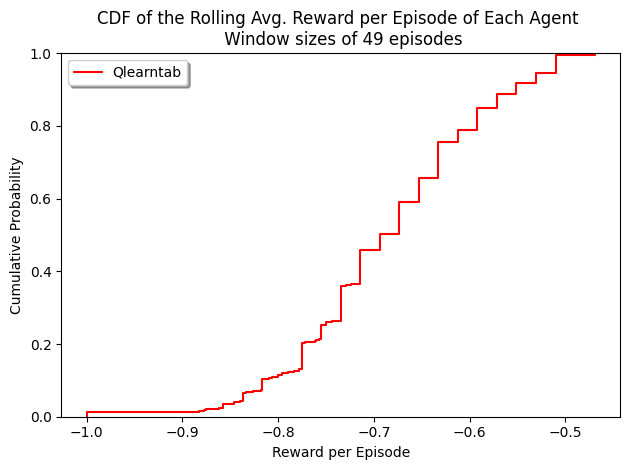 CDF of the Rolling Avg. Reward per Episode of Each Agent
Window sizes of 49 episodes
Qlearntab
Cumulative Probability
1.0
0.8
0.6
0.4
0.2
0.0
−1.0 −0.9 −0.8 −0.7 −0.6 −0.5
Reward per Episode